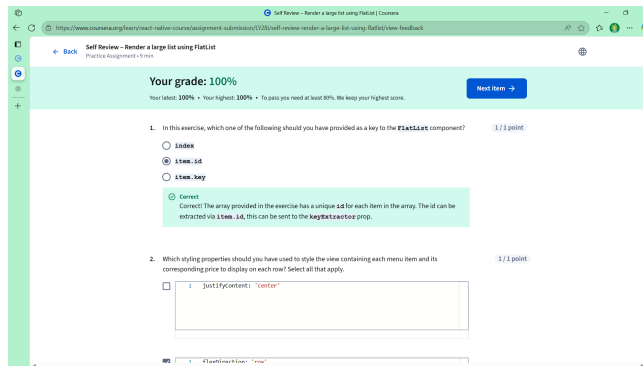 Self Review – Render a large list using FlatList | Coursera
https://www.coursera.org/learn/react-native-course/assignment-submission/LY2Bi/self-review-render-a-large-list-using-flatlist/view-feedback
← Back
Self Review – Render a large list using FlatList
Practice Assignment • 9 min
Your grade: 100%
Your latest: 100% • Your highest: 100% • To pass you need at least 80%. We keep your highest score.
Next item →
1. In this exercise, which one of the following should you have provided as a key to the FlatList component?
1 / 1 point
index
item.id
item.key
Correct
Correct! The array provided in the exercise has a unique id for each item in the array. The id can be
extracted via item.id, this can be sent to the keyExtractor prop.
2. Which styling properties should you have used to style the view containing each menu item and its
corresponding price to display on each row? Select all that apply.
1 / 1 point
1 justifyContent: 'center'
1 flexDirection: 'row'